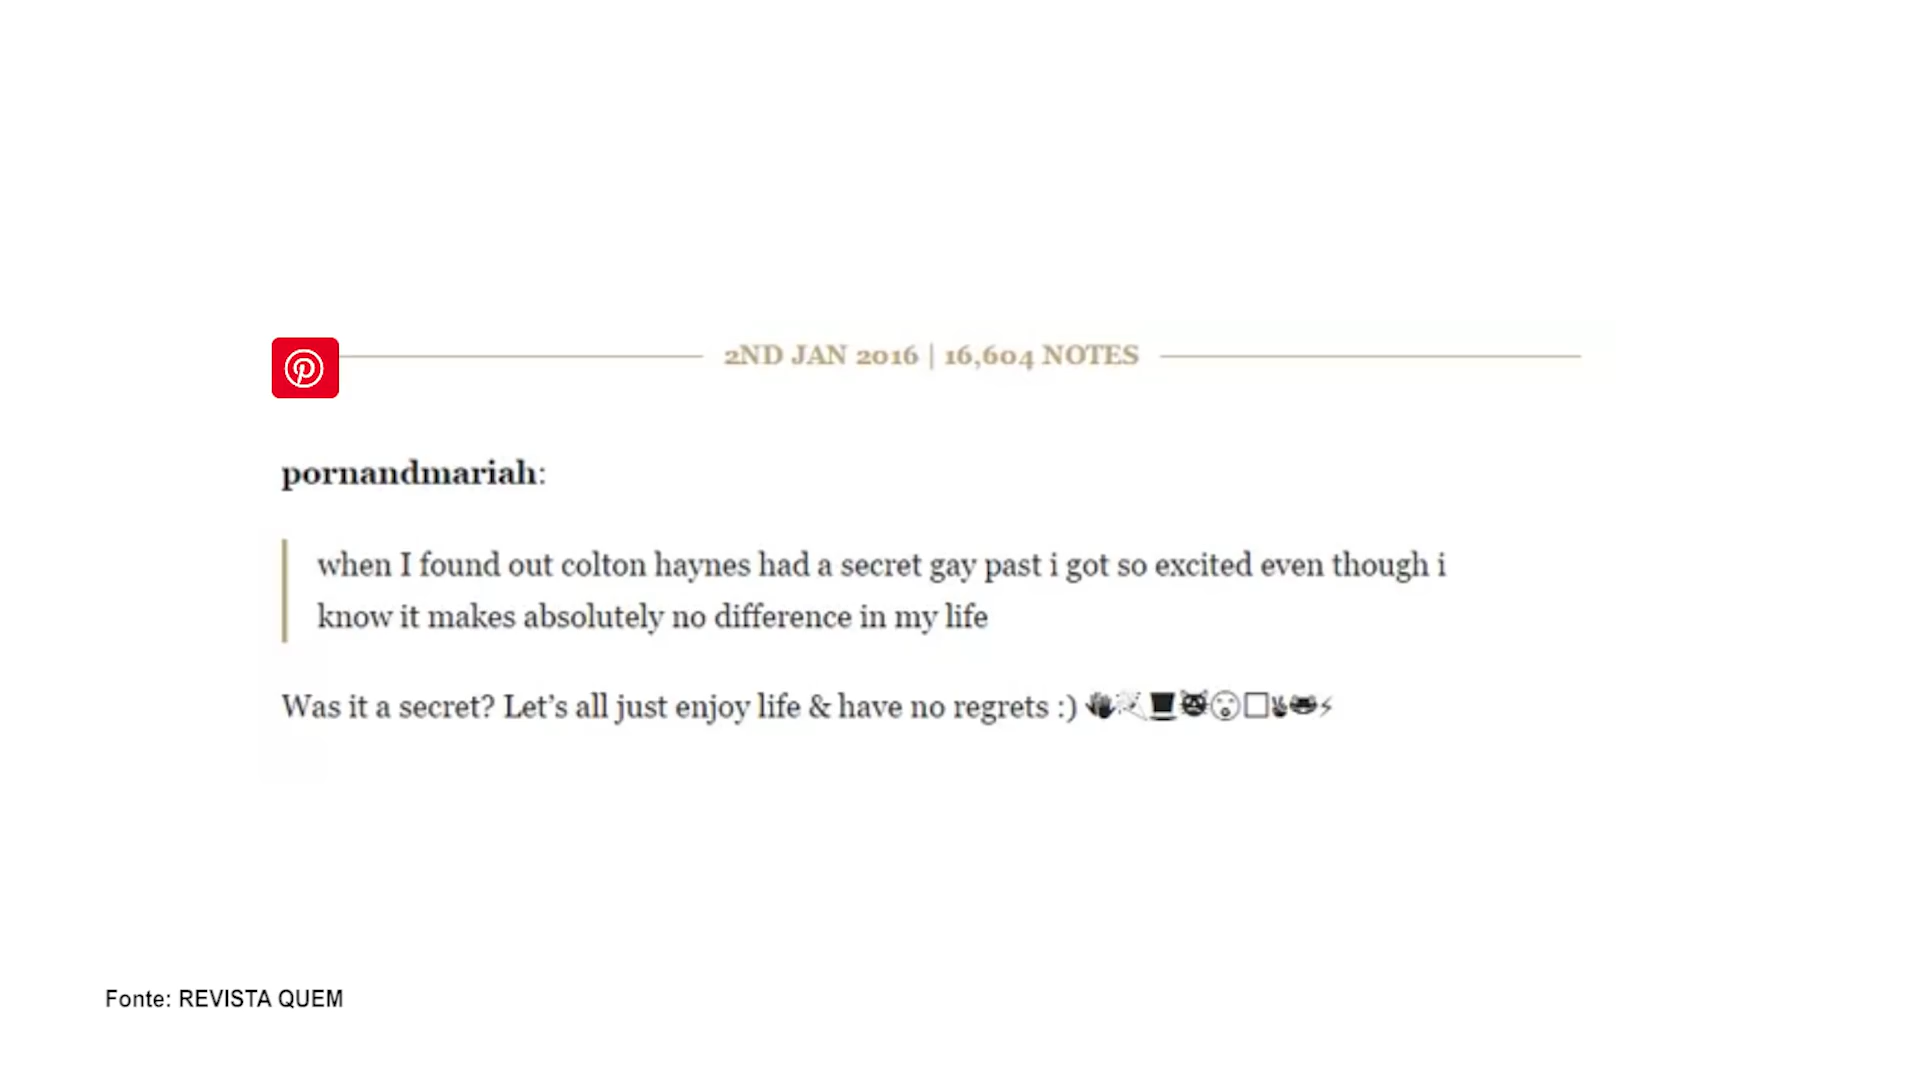 2ND JAN 2016 | 16,604 NOTES
pornandmariah:
when I found out colton haynes had a secret gay past i got so excited even though i
know it makes absolutely no difference in my life
Was it a secret? Let's all just enjoy life & have no regrets :)
Fonte: REVISTA QUEM